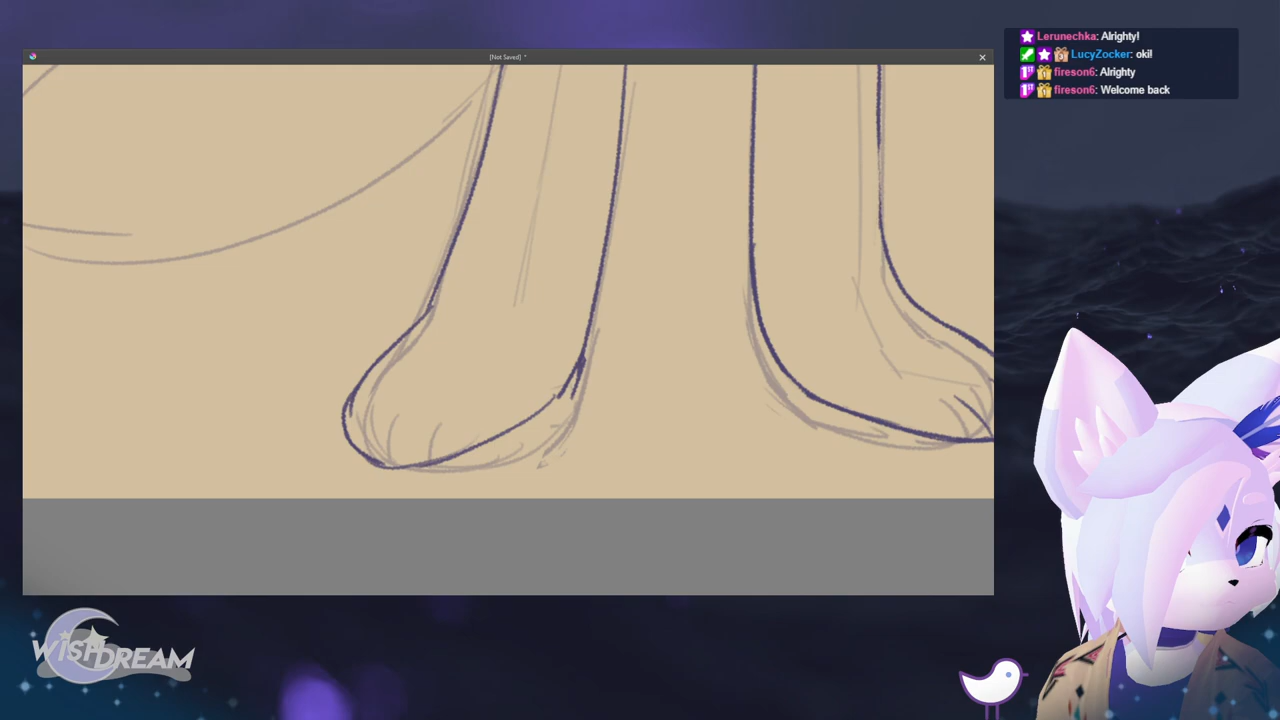 [Not Saved] *
Lerunechka: Alrighty!
LucyZocker: oki!
fireson6: Alrighty
fireson6: Welcome back
WISHDREAM